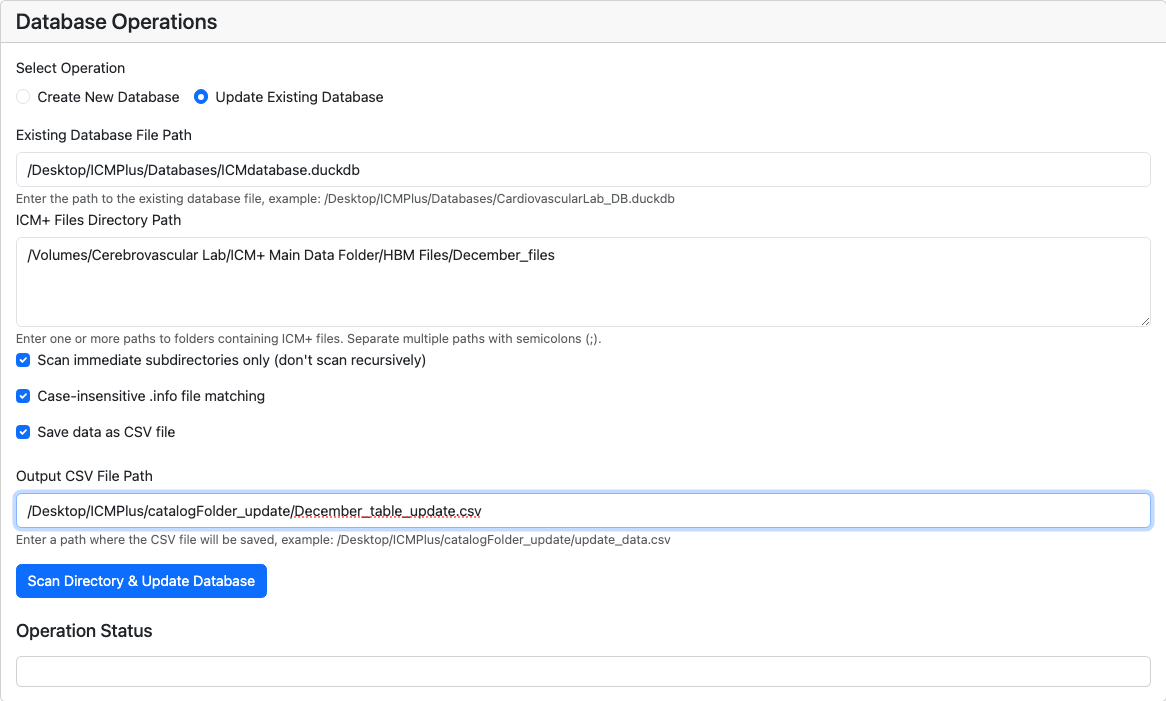 Database Operations
Select Operation
Create New Database Update Existing Database
Existing Database File Path
/Desktop/ICMPlus/Databases/ICMdatabase.duckdb
Enter the path to the existing database file, example: /Desktop/ICMPlus/Databases/CardiovascularLab_DB.duckdb
ICM+ Files Directory Path
/Volumes/Cerebrovascular Lab/ICM+ Main Data Folder/HBM Files/December_files
Enter one or more paths to folders containing ICM+ files. Separate multiple paths with semicolons (;).
Scan immediate subdirectories only (don't scan recursively)
Case-insensitive .info file matching
Save data as CSV file
Output CSV File Path
/Desktop/ICMPlus/catalogFolder_update/December_table_update.csv
Enter a path where the CSV file will be saved, example: /Desktop/ICMPlus/catalogFolder_update/update_data.csv
Scan Directory & Update Database
Operation Status